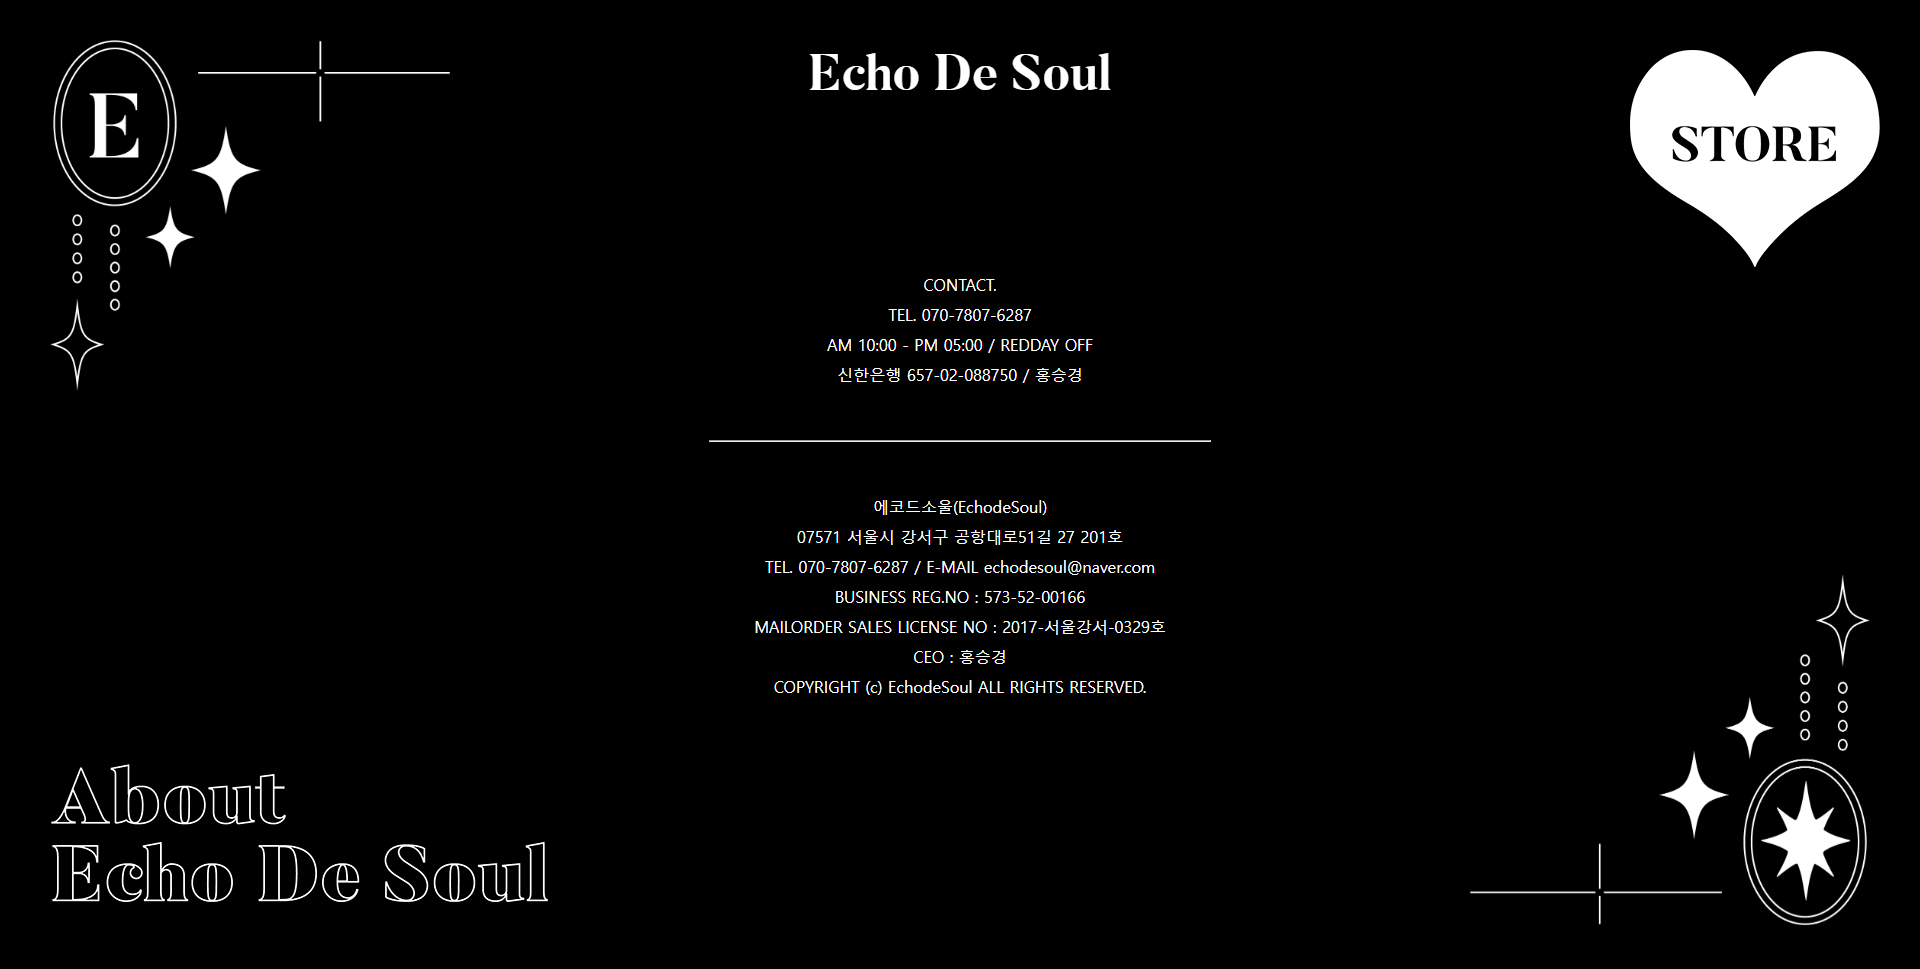 E
Echo De Soul
STORE
CONTACT.
TEL. 070-7807-6287
AM 10:00 - PM 05:00 / REDDAY OFF
신한은행 657-02-088750 / 홍승경
에코드소울(EchodeSoul)
07571 서울시 강서구 공항대로51길 27 201호
TEL. 070-7807-6287 / E-MAIL echodesoul@naver.com
BUSINESS REG.NO : 573-52-00166
MAILORDER SALES LICENSE NO : 2017-서울강서-0329호
CEO : 홍승경
COPYRIGHT (c) EchodeSoul ALL RIGHTS RESERVED.
About
Echo De Soul